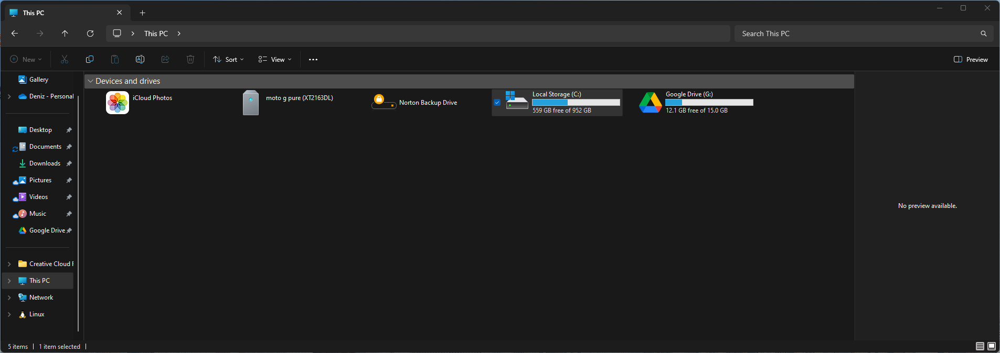 This PC
This PC
Search This PC
New
Sort
View
Preview
Gallery
Deniz - Personal
Desktop
Documents
Downloads
Pictures
Videos
Music
Google Drive
Creative Cloud F
This PC
Network
Linux
Devices and drives
iCloud Photos
moto g pure (XT2163DL)
Norton Backup Drive
Local Storage (C:)
559 GB free of 952 GB
Google Drive (G:)
12.1 GB free of 15.0 GB
No preview available.
5 items
1 item selected